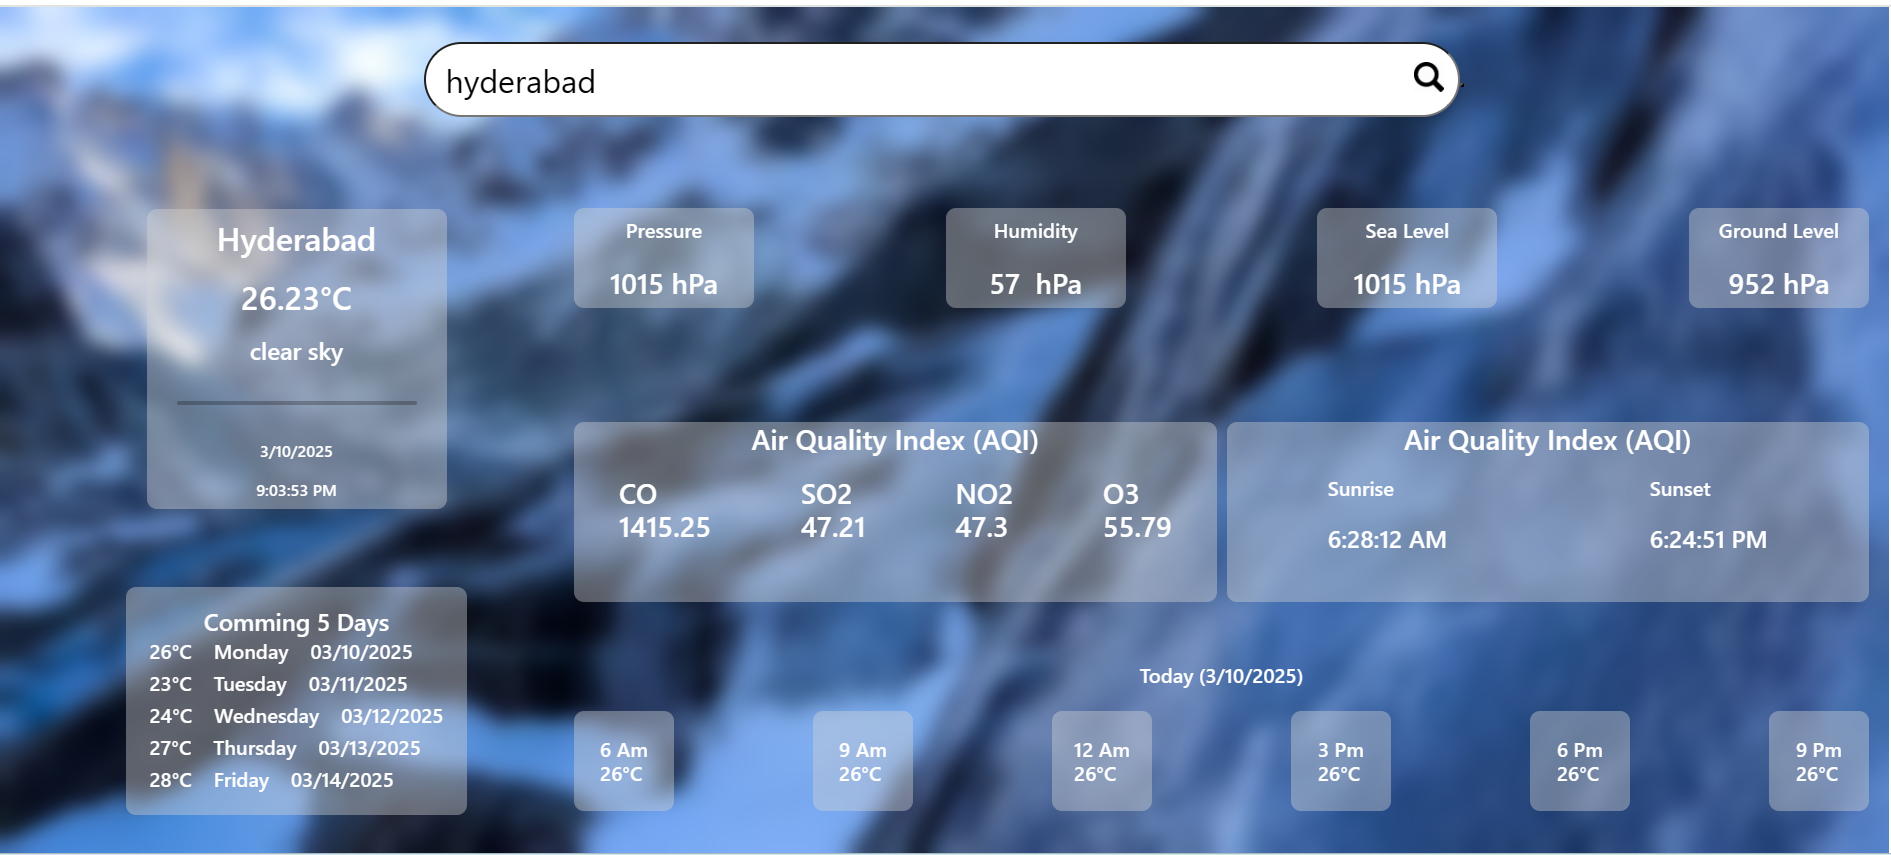 hyderabad
Hyderabad
26.23°C
clear sky
3/10/2025
9:03:53 PM
Pressure
1015 hPa
Humidity
57 hPa
Sea Level
1015 hPa
Ground Level
952 hPa
Air Quality Index (AQI)
CO SO2 NO2 O3
1415.25 47.21 47.3 55.79
Air Quality Index (AQI)
Sunrise Sunset
6:28:12 AM 6:24:51 PM
Comming 5 Days
26°C Monday 03/10/2025
23°C Tuesday 03/11/2025
24°C Wednesday 03/12/2025
27°C Thursday 03/13/2025
28°C Friday 03/14/2025
Today (3/10/2025)
6 Am
26°C
9 Am
26°C
12 Am
26°C
3 Pm
26°C
6 Pm
26°C
9 Pm
26°C